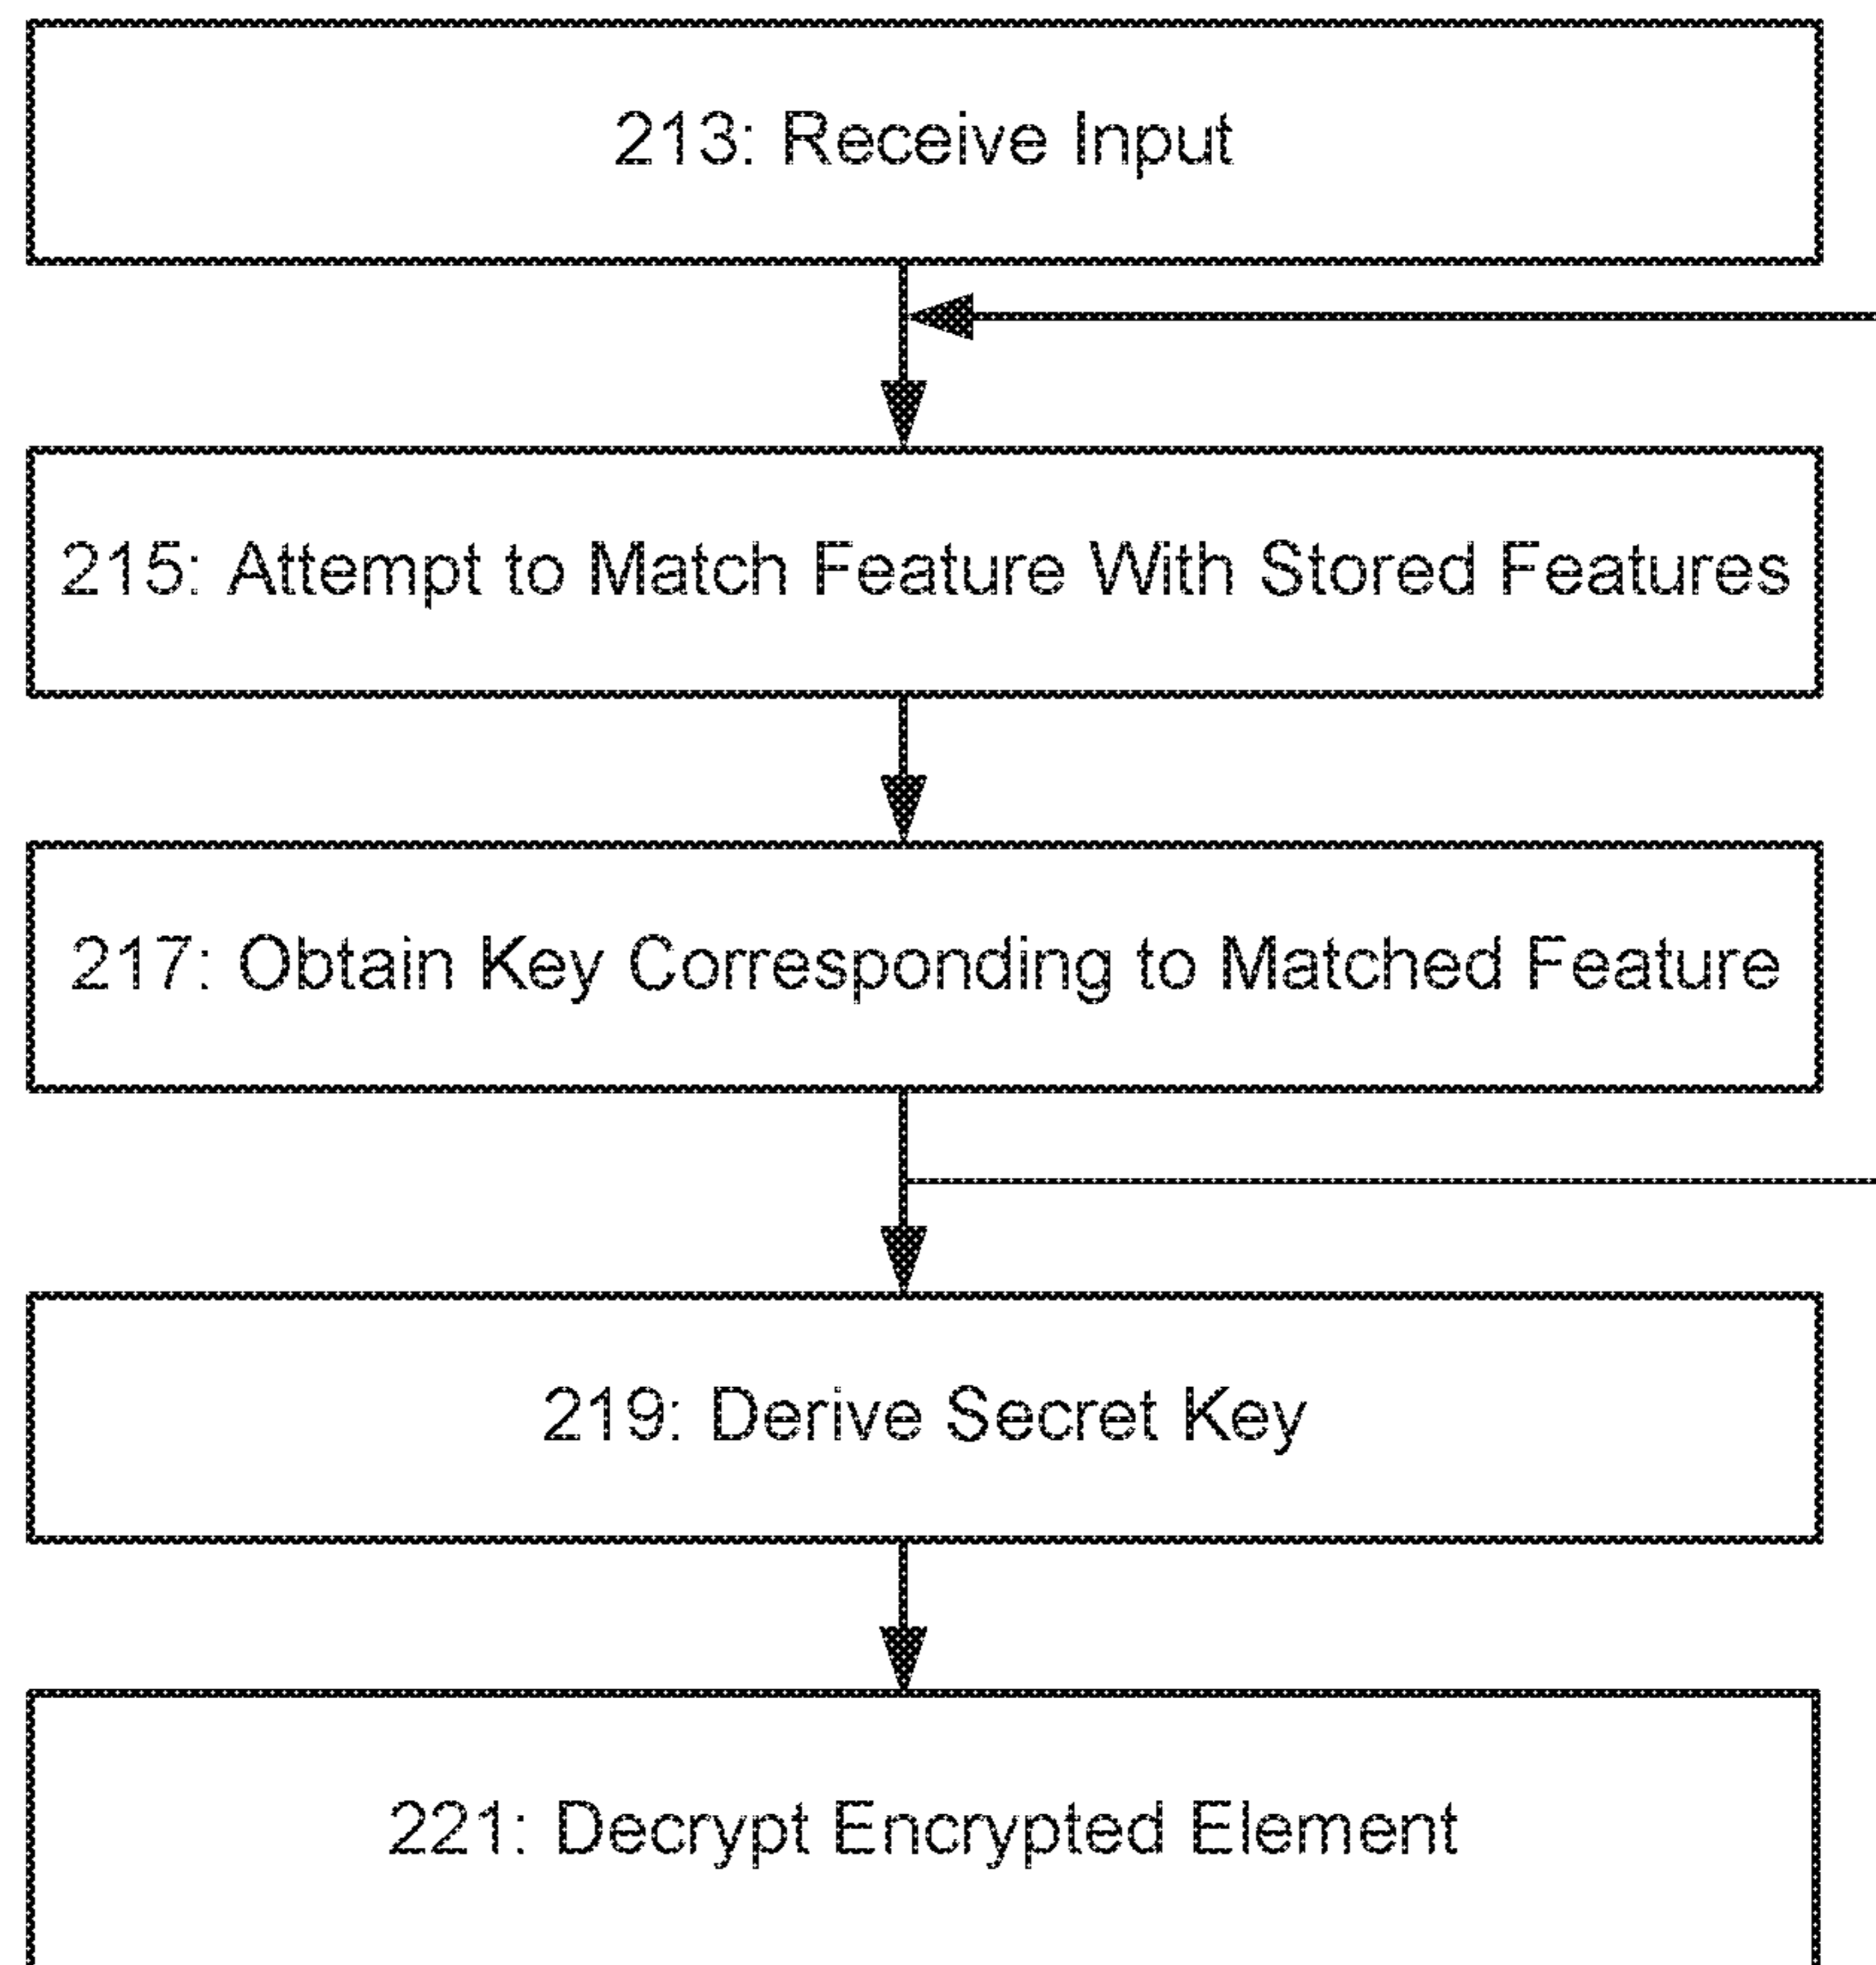 213: Receive Input
215: Attempt to Match Feature With Stored Features
217: Obtain Key Corresponding to Matched Feature
219: Derive Secret Key
221: Decrypt Encrypted Element